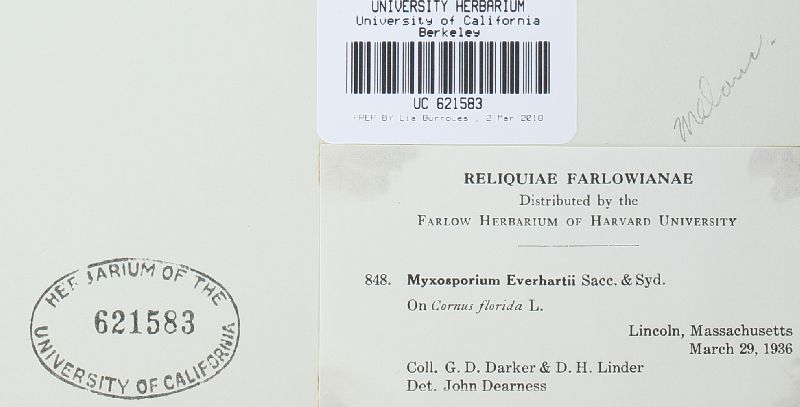 UNIVERSITY HERBARIUM
University of California
Berkeley
UC 621583
PREP BY Lia Burroues , 2 Mar 2018
RELIQUIAE FARLOWIANAE
Distributed by the
FARLOW HERBARIUM OF HARVARD UNIVERSITY
848. Myxosporium Everhartii Sacc. & Syd.
On Cornus florida L.
Lincoln, Massachusetts
March 29, 1936
Coll. G. D. Darker & D. H. Linder
Det. John Dearness
HERBARIUM OF THE
621583
UNIVERSITY OF CALIFORNIA